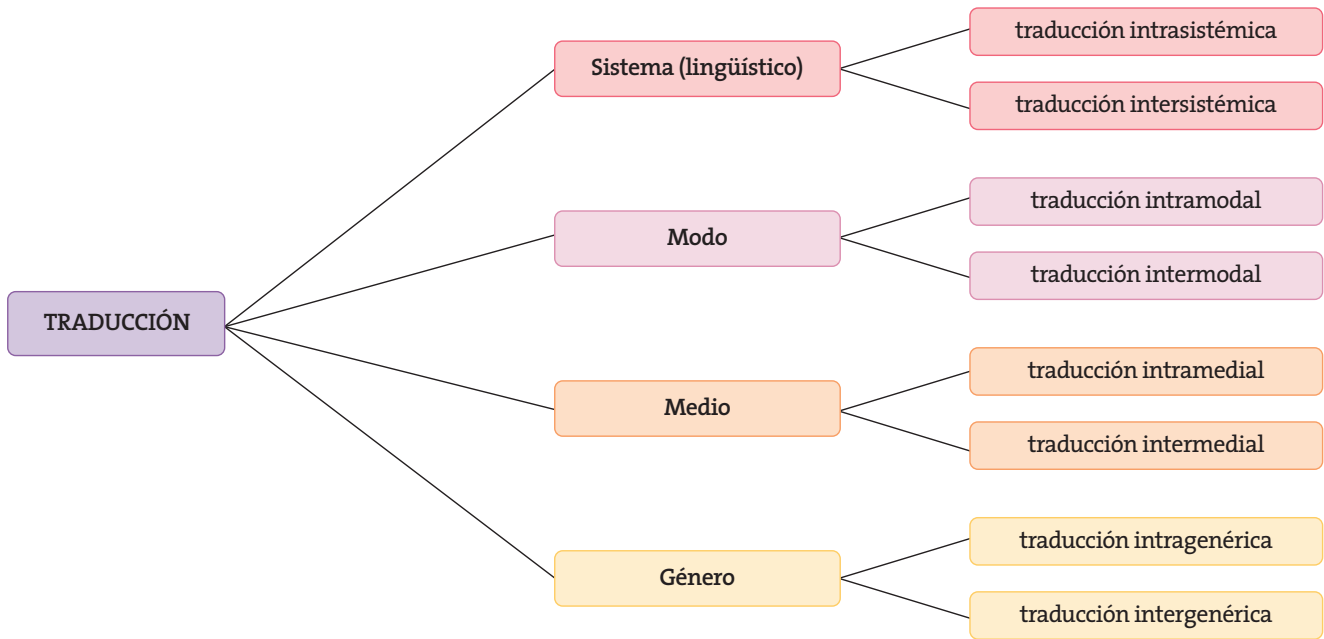 TRADUCCIÓN
Sistema (lingüístico)
traducción intrasistémica
traducción intersistémica
Modo
traducción intramodal
traducción intermodal
Medio
traducción intramedial
traducción intermedial
Género
traducción intragenérica
traducción intergenérica